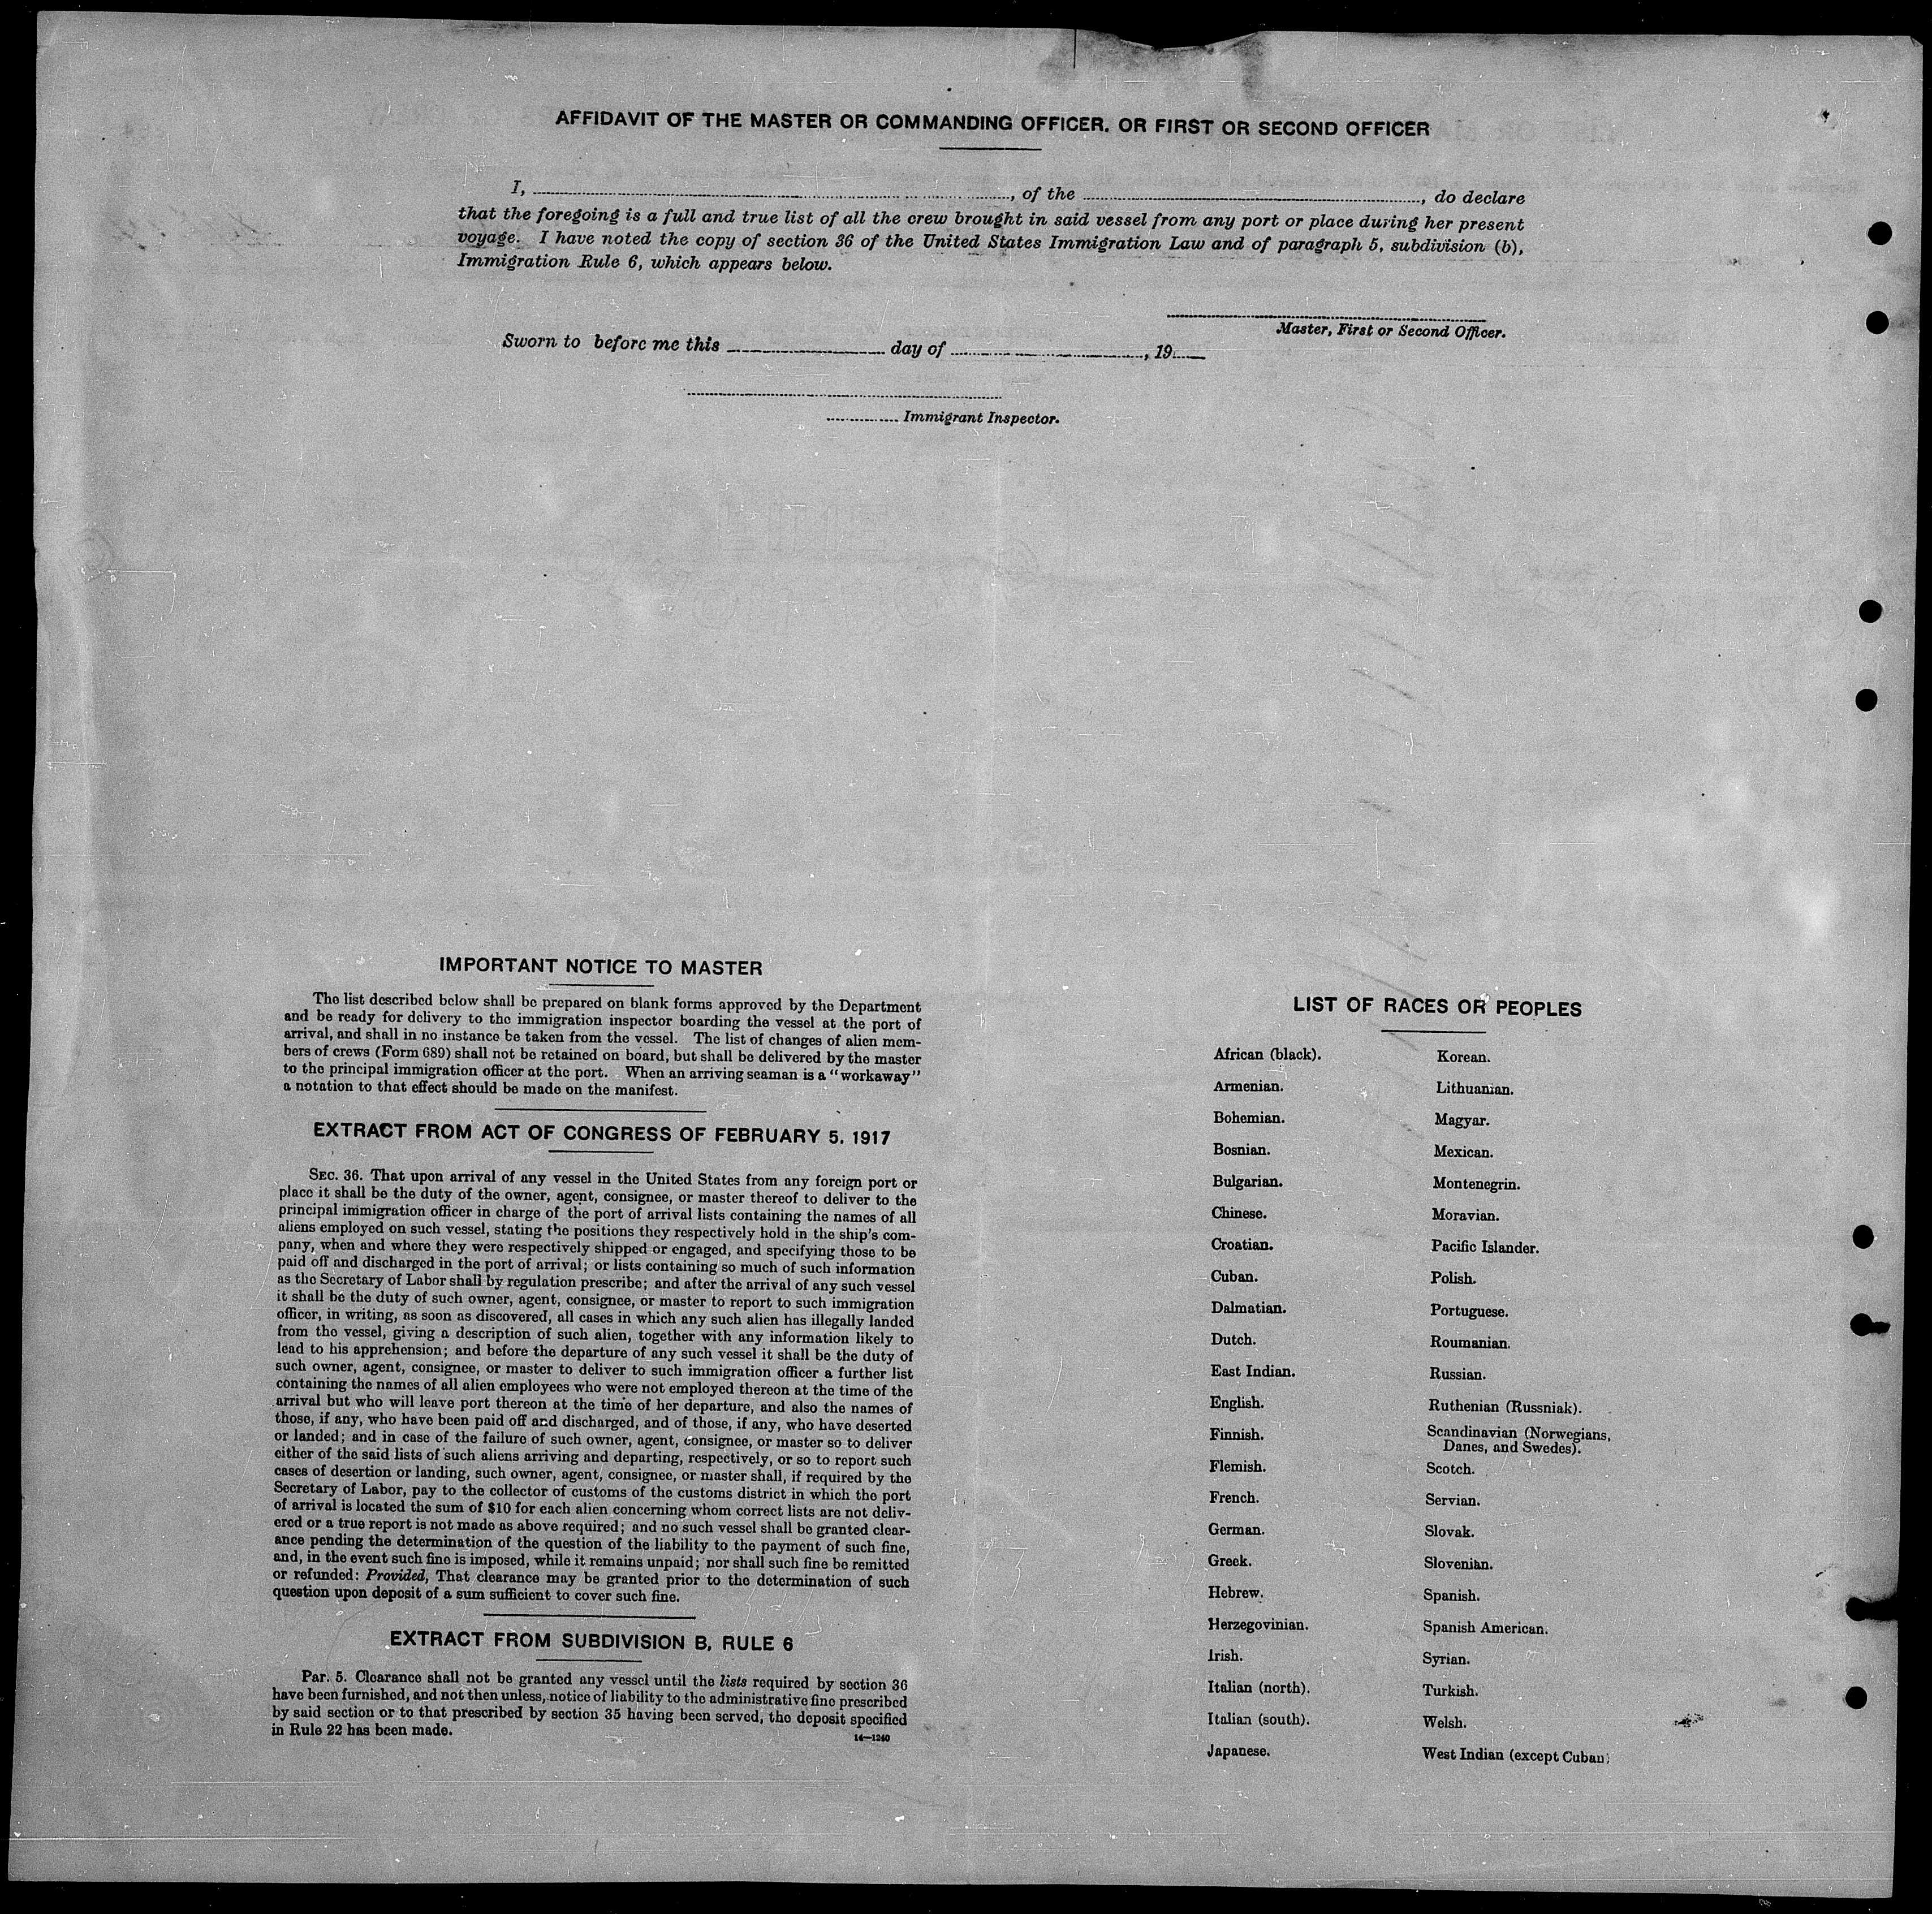 AFFIDAVIT OF THE MASTER OR COMMANDING OFFICER, OR FIRST OR SECOND OFFICER
I, ........, of the ........, do declare
that the foregoing is a full and true list of all the crew brought in said vessel from any port or place during her present
voyage. I have noted the copy of section 36 of the United States Immigration Law and of paragraph 5, subdivision (b),
Immigration Rule 6, which appears below.
Master, First or Second Officer.
Sworn to before me this ........ day of ........, 19....
........ Immigrant Inspector.
IMPORTANT NOTICE TO MASTER
The list described below shall be prepared on blank forms approved by the Department
and be ready for delivery to the immigration inspector boarding the vessel at the port of
arrival, and shall in no instance be taken from the vessel. The list of changes of alien mem-
bers of crews (Form 689) shall not be retained on board, but shall be delivered by the master
to the principal immigration officer at the port. When an arriving seaman is a "workaway"
a notation to that effect should be made on the manifest.
EXTRACT FROM ACT OF CONGRESS OF FEBRUARY 5, 1917
SEC. 36. That upon arrival of any vessel in the United States from any foreign port or
place it shall be the duty of the owner, agent, consignee, or master thereof to deliver to the
principal immigration officer in charge of the port of arrival lists containing the names of all
aliens employed on such vessel, stating the positions they respectively hold in the ship's com-
pany, when and where they were respectively shipped or engaged, and specifying those to be
paid off and discharged in the port of arrival; or lists containing so much of such information
as the Secretary of Labor shall by regulation prescribe; and after the arrival of any such vessel
it shall be the duty of such owner, agent, consignee, or master to report to such immigration
officer, in writing, as soon as discovered, all cases in which any such alien has illegally landed
from the vessel, giving a description of such alien, together with any information likely to
lead to his apprehension; and before the departure of any such vessel it shall be the duty of
such owner, agent, consignee, or master to deliver to such immigration officer a further list
containing the names of all alien employees who were not employed thereon at the time of the
arrival but who will leave port thereon at the time of her departure, and also the names of
those, if any, who have been paid off and discharged, and of those, if any, who have deserted
or landed; and in case of the failure of such owner, agent, consignee, or master so to deliver
either of the said lists of such aliens arriving and departing, respectively, or so to report such
cases of desertion or landing, such owner, agent, consignee, or master shall, if required by the
Secretary of Labor, pay to the collector of customs of the customs district in which the port
of arrival is located the sum of $10 for each alien concerning whom correct lists are not deliv-
ered or a true report is not made as above required; and no such vessel shall be granted clear-
ance pending the determination of the question of the liability to the payment of such fine,
and, in the event such fine is imposed, while it remains unpaid; nor shall such fine be remitted
or refunded: Provided, That clearance may be granted prior to the determination of such
question upon deposit of a sum sufficient to cover such fine.
EXTRACT FROM SUBDIVISION B, RULE 6
Par. 5. Clearance shall not be granted any vessel until the lists required by section 36
have been furnished, and not then unless, notice of liability to the administrative fine prescribed
by said section or to that prescribed by section 35 having been served, the deposit specified
in Rule 22 has been made.
14—1240
LIST OF RACES OR PEOPLES
African (black).
Armenian.
Bohemian.
Bosnian.
Bulgarian.
Chinese.
Croatian.
Cuban.
Dalmatian.
Dutch.
East Indian.
English.
Finnish.
Flemish.
French.
German.
Greek.
Hebrew.
Herzegovinian.
Irish.
Italian (north).
Italian (south).
Japanese.
Korean.
Lithuanian.
Magyar.
Mexican.
Montenegrin.
Moravian.
Pacific Islander.
Polish.
Portuguese.
Roumanian.
Russian.
Ruthenian (Russniak).
Scandinavian (Norwegians,
Danes, and Swedes).
Scotch.
Servian.
Slovak.
Slovenian.
Spanish.
Spanish American.
Syrian.
Turkish.
Welsh.
West Indian (except Cuban)